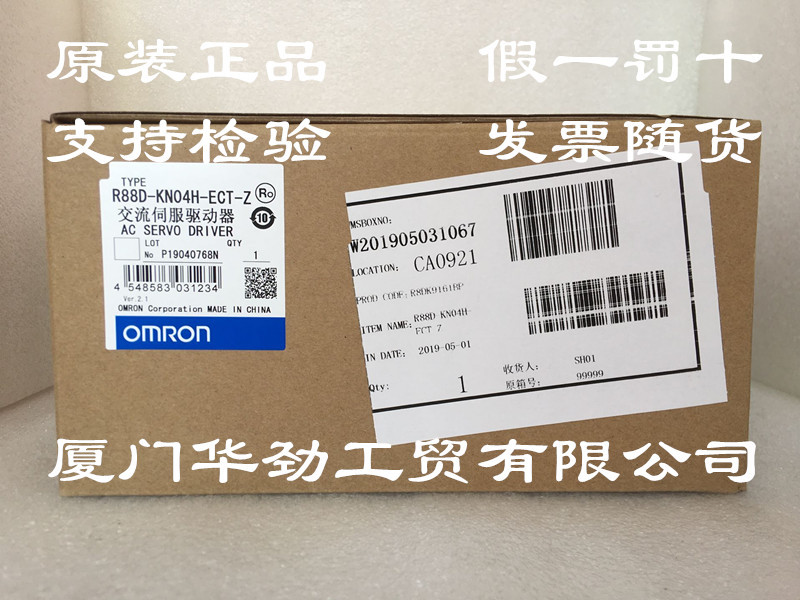 原装正品 假一罚十
支持检验 发票随货
TYPE
R88D-KN04H-ECT-Z
交流伺服驱动器
AC SERVO DRIVER
LOT QTY
No P19040768N 1
4 548583 031234
Ver.2.1
OMRON Corporation MADE IN CHINA
OMRON
MSBOXNO:
W201905031067
LOCATION: CA0921
PROD CODE: R8DK9161BP
ITEM NAME: R88D KN04H-
ECT Z
IN DATE: 2019-05-01
Qty: 1
收货人: SH01
原箱号: 99999
厦门华劲工贸有限公司